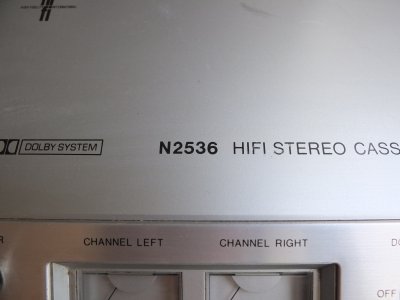 DOLBY SYSTEM
N2536 HIFI STEREO CASS
CHANNEL LEFT
CHANNEL RIGHT
OFF